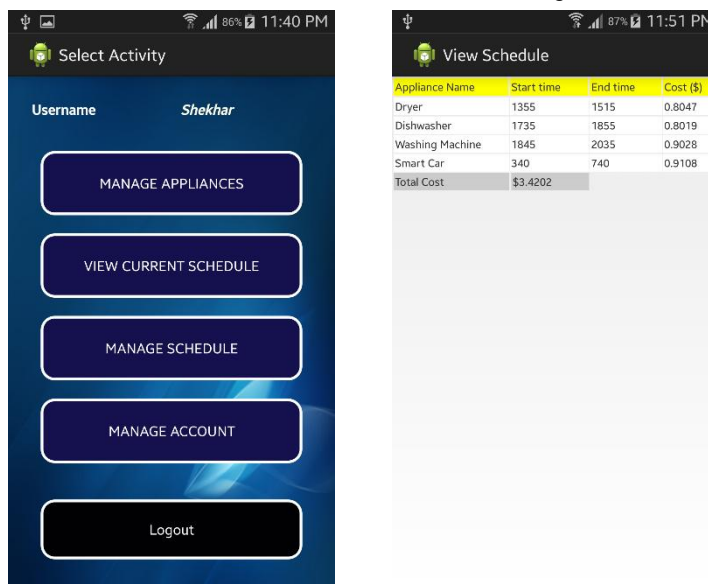 86% 11:40 PM
Select Activity
Username Shekhar
MANAGE APPLIANCES
VIEW CURRENT SCHEDULE
MANAGE SCHEDULE
MANAGE ACCOUNT
Logout
87% 11:51 PM
View Schedule
Appliance Name Start time End time Cost ($)
Dryer 1355 1515 0.8047
Dishwasher 1735 1855 0.8019
Washing Machine 1845 2035 0.9028
Smart Car 340 740 0.9108
Total Cost $3.4202